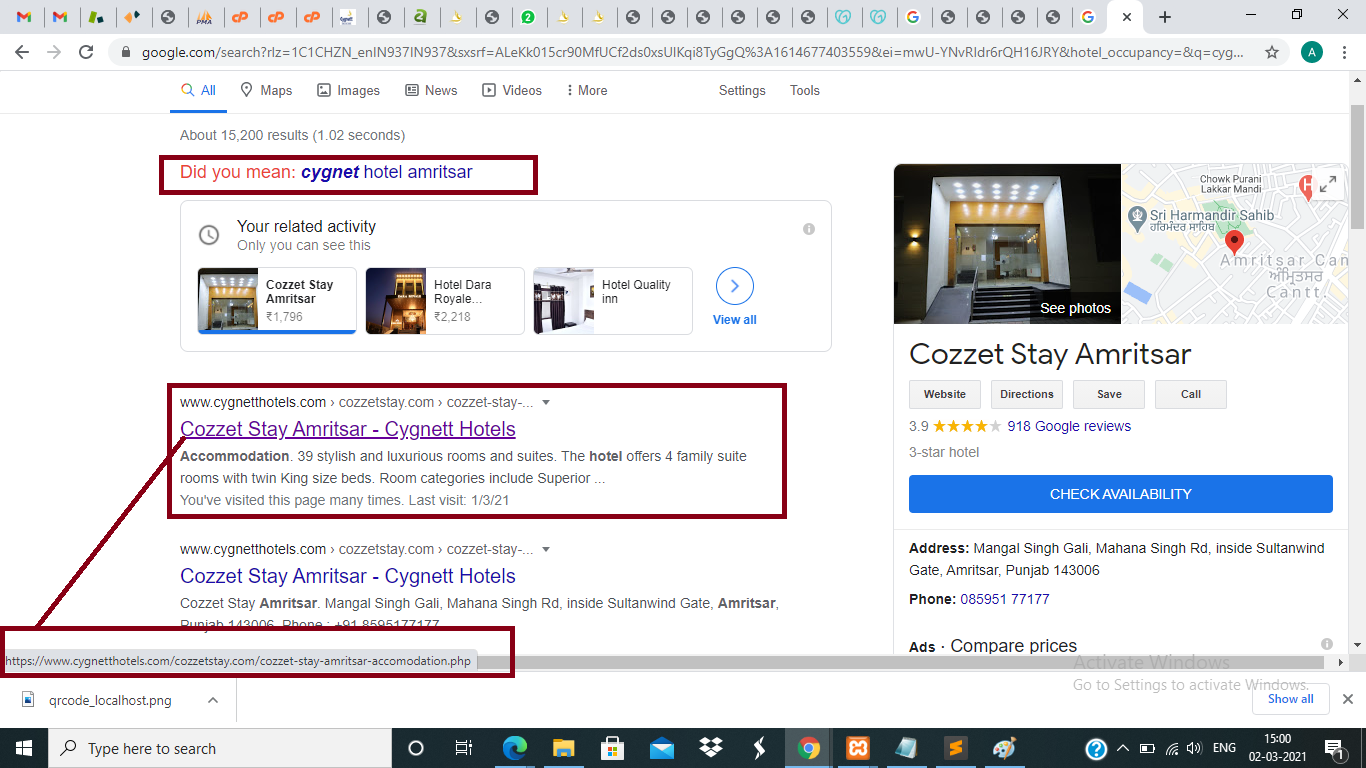 google.com/search?rlz=1C1CHZN_enIN937IN937&sxsrf=ALeKk015cr90MfUCf2ds0xsUlKqi8TyGgQ%3A1614677403559&ei=mwU-YNvRIdr6rQH16JRY&hotel_occupancy=&q=cyg...
A
All Maps Images News Videos More Settings Tools
About 15,200 results (1.02 seconds)
Did you mean: cygnet hotel amritsar
Your related activity
Only you can see this
Cozzet Stay
Amritsar
₹1,796
Hotel Dara
Royale...
₹2,218
Hotel Quality
inn
View all
www.cygnetthotels.com › cozzetstay.com › cozzet-stay-...
Cozzet Stay Amritsar - Cygnett Hotels
Accommodation. 39 stylish and luxurious rooms and suites. The hotel offers 4 family suite
rooms with twin King size beds. Room categories include Superior ...
You've visited this page many times. Last visit: 1/3/21
www.cygnetthotels.com › cozzetstay.com › cozzet-stay-...
Cozzet Stay Amritsar - Cygnett Hotels
Cozzet Stay Amritsar. Mangal Singh Gali, Mahana Singh Rd, inside Sultanwind Gate, Amritsar,
Punjab 143006. Phone : +91 8595177177
https://www.cygnetthotels.com/cozzetstay.com/cozzet-stay-amritsar-accomodation.php
Chowk Purani
Lakkar Mandi
Sri Harmandir Sahib
ਹਰਿਮੰਦਰ ਸਾਹਿਬ
Amritsar Can
ਅੰਮ੍ਰਿਤਸਰ
Cantt.
See photos
Cozzet Stay Amritsar
Website Directions Save Call
3.9 918 Google reviews
3-star hotel
CHECK AVAILABILITY
Address: Mangal Singh Gali, Mahana Singh Rd, inside Sultanwind
Gate, Amritsar, Punjab 143006
Phone: 085951 77177
Ads · Compare prices
Activate Windows
Go to Settings to activate Windows.
qrcode_localhost.png
Show all
Type here to search
ENG
15:00
02-03-2021
1